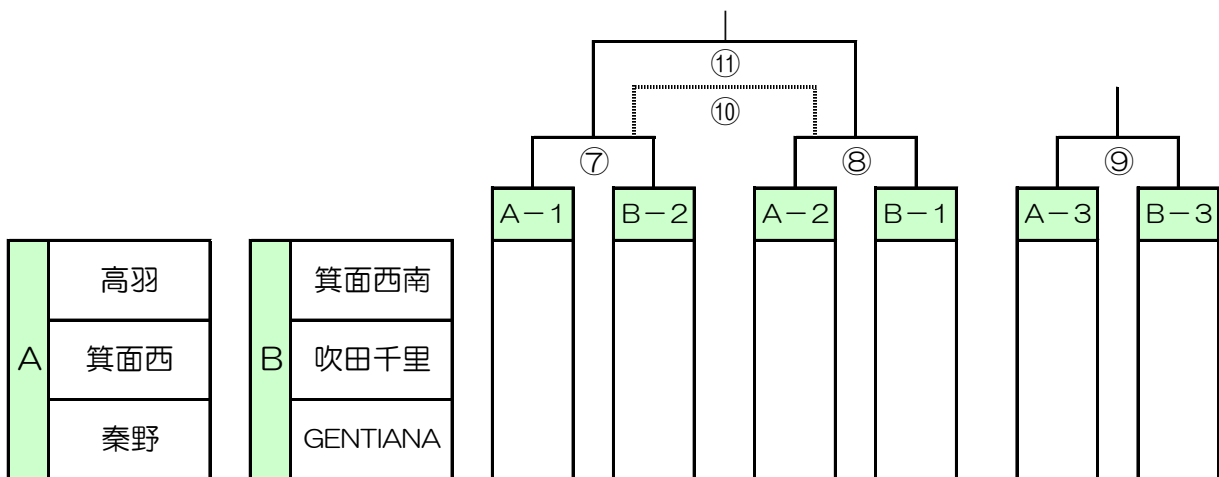 ⑪
⑩
⑦ ⑧ ⑨
A-1 B-2 A-2 B-1 A-3 B-3
A
高羽
箕面西
秦野
B
箕面西南
吹田千里
GENTIANA